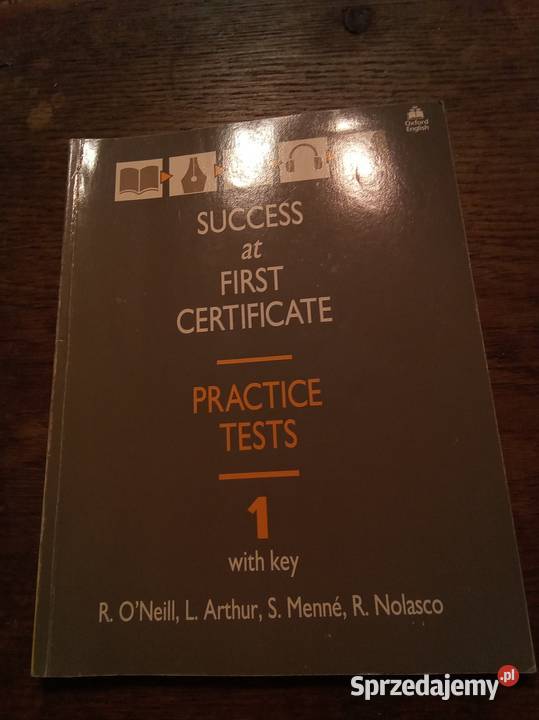 Oxford
English
SUCCESS
at
FIRST
CERTIFICATE
PRACTICE
TESTS
1
with key
R. O'Neill, L. Arthur, S. Menné, R. Nolasco
Sprzedajemy.pl